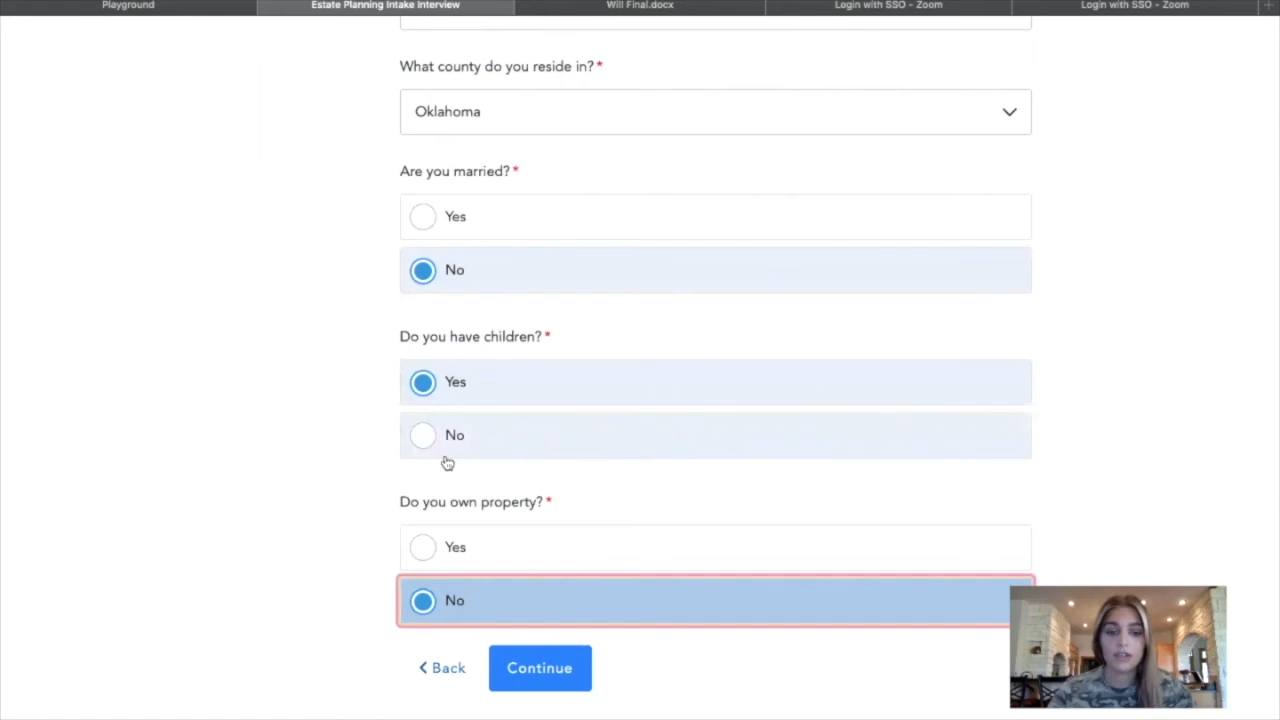 Playground
Estate Planning Intake Interview
Will Final.docx
Login with SSO - Zoom
Login with SSO - Zoom
What county do you reside in?*
Oklahoma
Are you married?*
Yes
No
Do you have children?*
Yes
No
Do you own property?*
Yes
No
Back
Continue